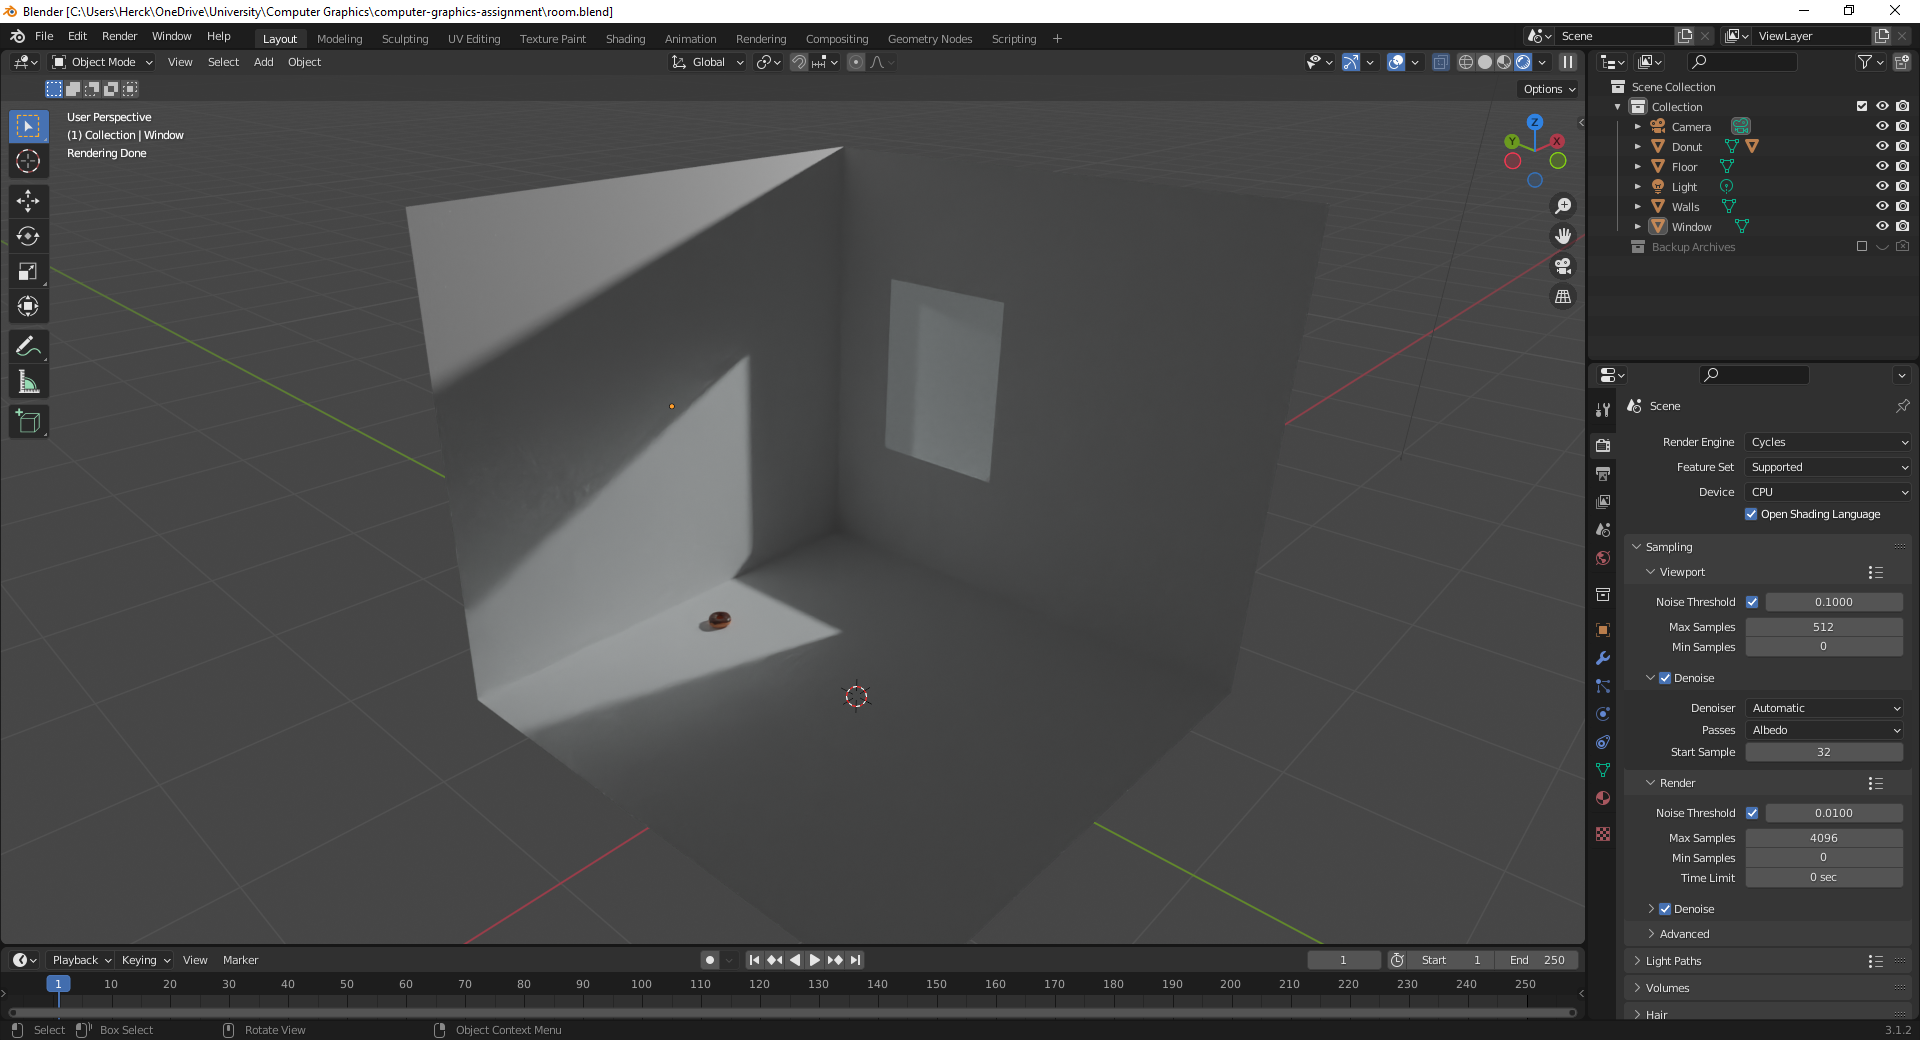 Blender [C:\Users\Herck\OneDrive\University\Computer Graphics\computer-graphics-assignment\room.blend]
File Edit Render Window Help Layout Modeling Sculpting UV Editing Texture Paint Shading Animation Rendering Compositing Geometry Nodes Scripting + Scene ViewLayer
Object Mode View Select Add Object Global
Options
User Perspective
(1) Collection | Window
Rendering Done
Z
Y
X
Scene Collection
Collection
Camera
Donut
Floor
Light
Walls
Window
Backup Archives
Scene
Render Engine Cycles
Feature Set Supported
Device CPU
Open Shading Language
Sampling
Viewport
Noise Threshold 0.1000
Max Samples 512
Min Samples 0
Denoise
Denoiser Automatic
Passes Albedo
Start Sample 32
Render
Noise Threshold 0.0100
Max Samples 4096
Min Samples 0
Time Limit 0 sec
Denoise
Advanced
Light Paths
Volumes
Hair
Playback Keying View Marker 1 Start 1 End 250
1 10 20 30 40 50 60 70 80 90 100 110 120 130 140 150 160 170 180 190 200 210 220 230 240 250
Select Box Select Rotate View Object Context Menu 3.1.2